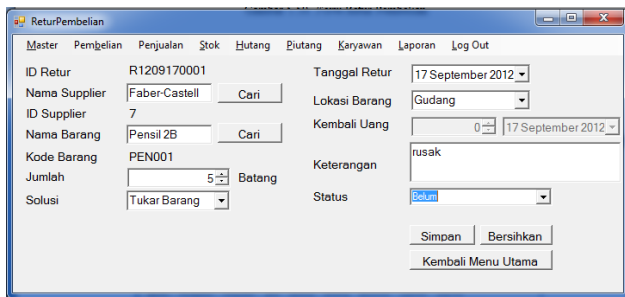 ReturPembelian
Master Pembelian Penjualan Stok Hutang Piutang Karyawan Laporan Log Out
ID Retur R1209170001
Nama Supplier Faber-Castell Cari
ID Supplier 7
Nama Barang Pensil 2B Cari
Kode Barang PEN001
Jumlah 5 Batang
Solusi Tukar Barang
Tanggal Retur 17 September 2012
Lokasi Barang Gudang
Kembali Uang 0 17 September 2012
Keterangan rusak
Status Belum
Simpan Bersihkan
Kembali Menu Utama